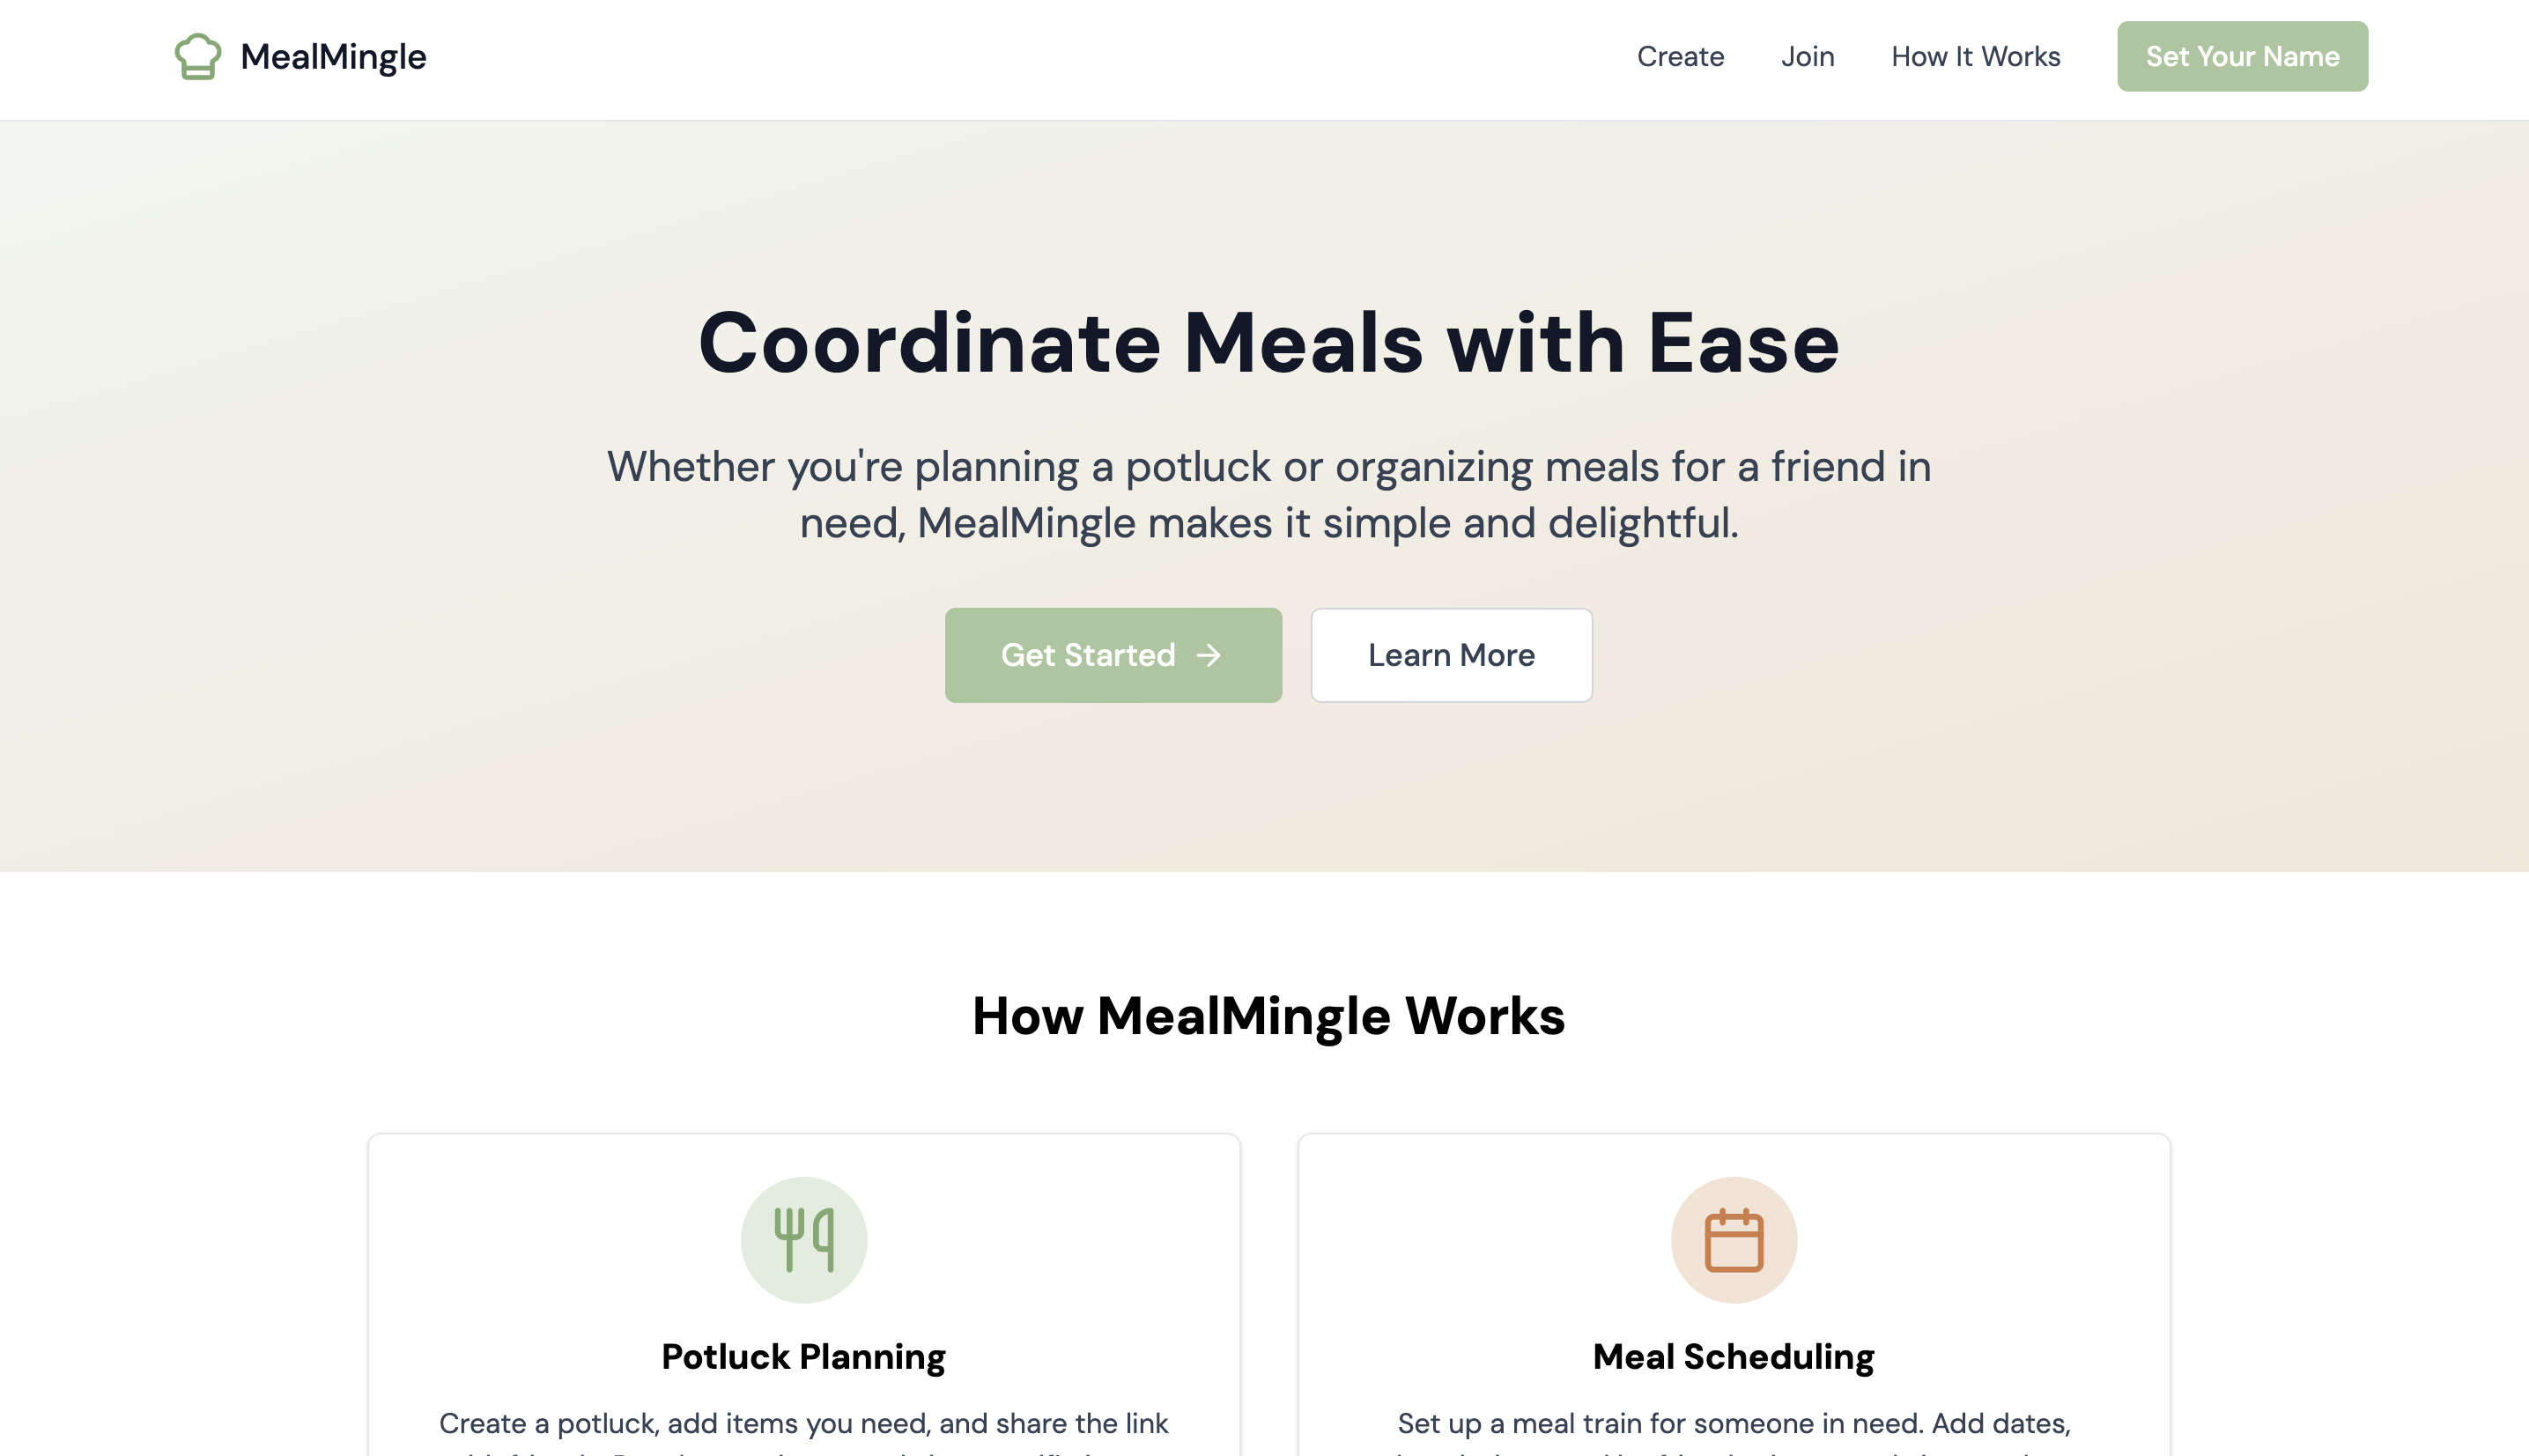 MealMingle
Create
Join
How It Works
Set Your Name
Coordinate Meals with Ease
Whether you're planning a potluck or organizing meals for a friend in
need, MealMingle makes it simple and delightful.
Get Started
Learn More
How MealMingle Works
Potluck Planning
Create a potluck, add items you need, and share the link
Meal Scheduling
Set up a meal train for someone in need. Add dates,